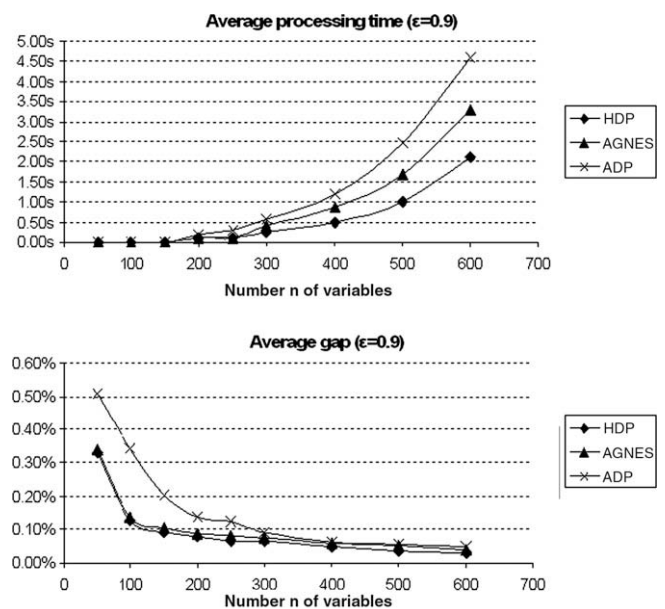 Average processing time (ε=0.9)
5.00s
4.50s
4.00s
3.50s
3.00s
2.50s
2.00s
1.50s
1.00s
0.50s
0.00s
0 100 200 300 400 500 600 700
Number n of variables
HDP
AGNES
ADP
Average gap (ε=0.9)
0.60%
0.50%
0.40%
0.30%
0.20%
0.10%
0.00%
0 100 200 300 400 500 600 700
Number n of variables
HDP
AGNES
ADP